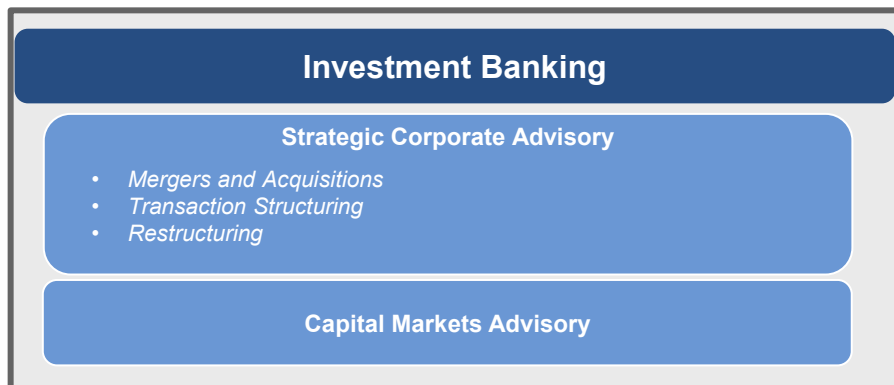 Investment Banking
Strategic Corporate Advisory
• Mergers and Acquisitions
• Transaction Structuring
• Restructuring
Capital Markets Advisory